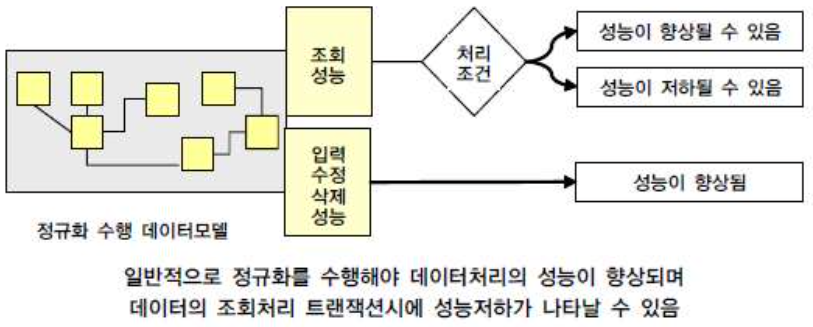 조회
성능
처리
조건
성능이 향상될 수 있음
성능이 저하될 수 있음
입력
수정
삭제
성능
성능이 향상됨
정규화 수행 데이터모델
일반적으로 정규화를 수행해야 데이터처리의 성능이 향상되며
데이터의 조회처리 트랜잭션시에 성능저하가 나타날 수 있음